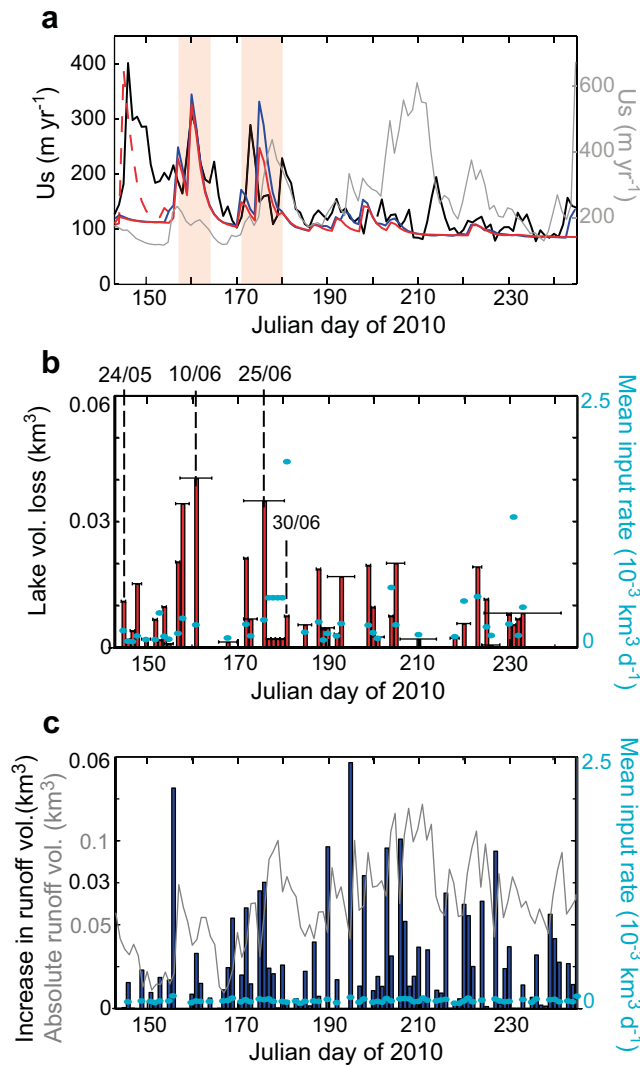 a
400
300
200
100
0
Us (m yr⁻¹)
600
400
200
Us (m yr⁻¹)
150 170 190 210 230
Julian day of 2010
b
24/05 10/06 25/06
30/06
0.06
0.03
0
Lake vol. loss (km³)
2.5
0
Mean input rate (10⁻³ km³ d⁻¹)
150 170 190 210 230
Julian day of 2010
c
0.06
0.1
0.03
0.05
0
Increase in runoff vol.(km³)
Absolute runoff vol. (km³)
2.5
0
Mean input rate (10⁻³ km³ d⁻¹)
150 170 190 210 230
Julian day of 2010